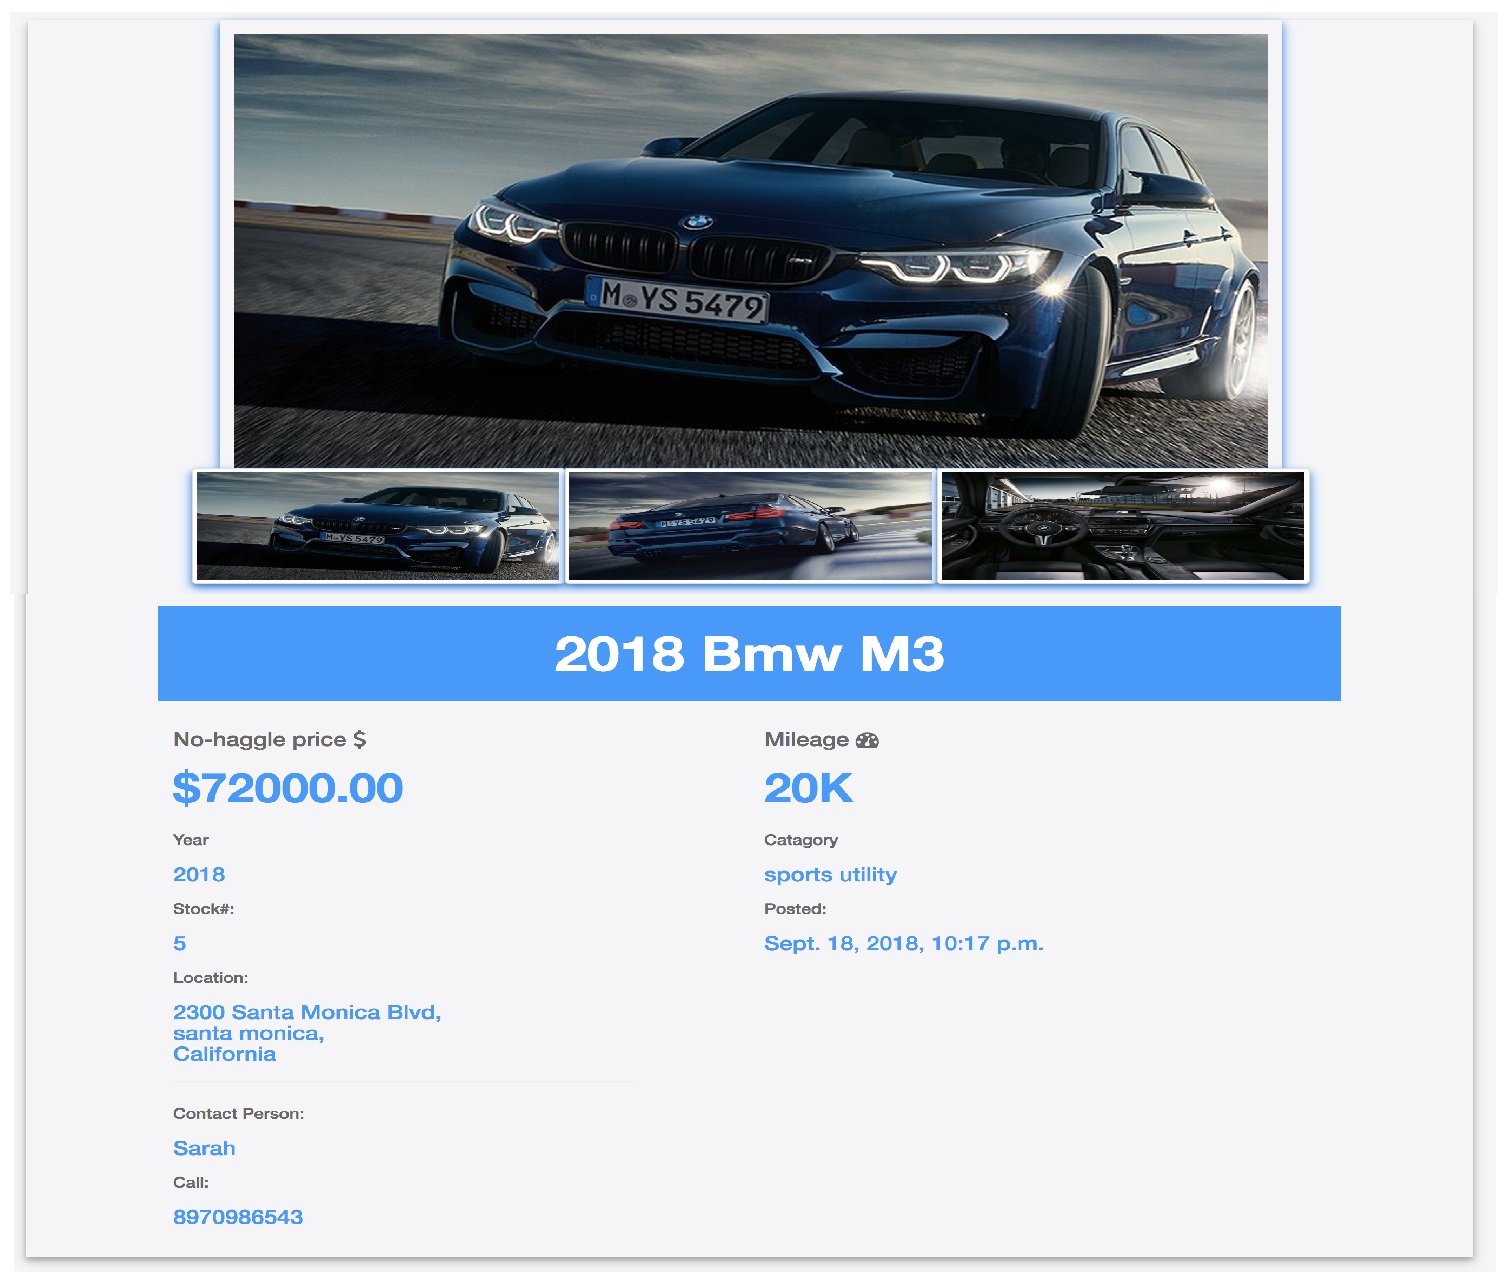 M YS 5479
M YS 5479
M YS 5479
2018 Bmw M3
No-haggle price $
$72000.00
Year
2018
Stock#:
5
Location:
2300 Santa Monica Blvd,
santa monica,
California
Contact Person:
Sarah
Call:
8970986543
Mileage
20K
Catagory
sports utility
Posted:
Sept. 18, 2018, 10:17 p.m.